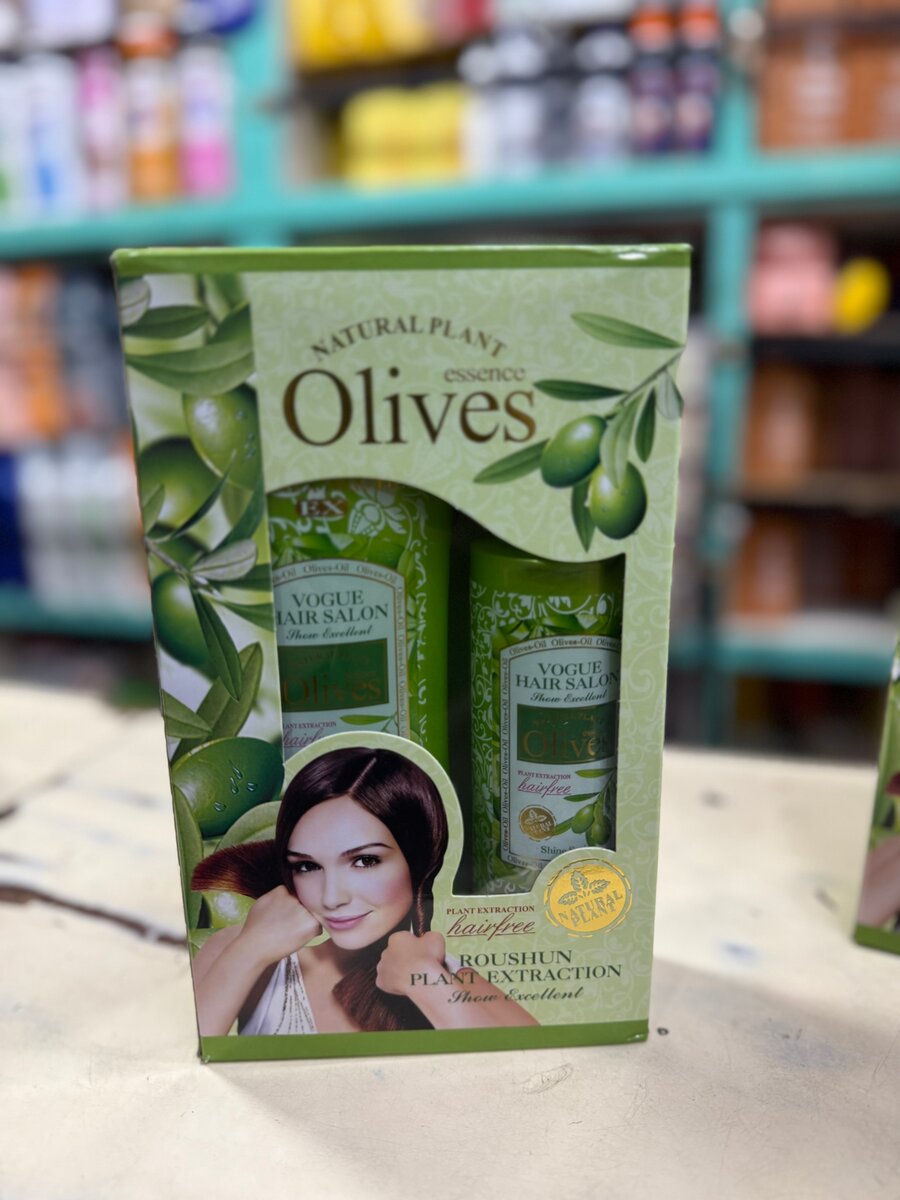 NATURAL PLANT
essence
Olives
EX
Olives-Oil Olives-Oil
VOGUE
HAIR SALON
Show Excellent
Olives
PLANT EXTRACTION
hairfree
Olives-Oil Olives-Oil Olives-Oil
VOGUE
HAIR SALON
Show Excellent
Olives
PLANT EXTRACTION
hairfree
Shine
NATURAL
PLANT
PLANT EXTRACTION
hairfree
ROUSHUN
PLANT EXTRACTION
Show Excellent